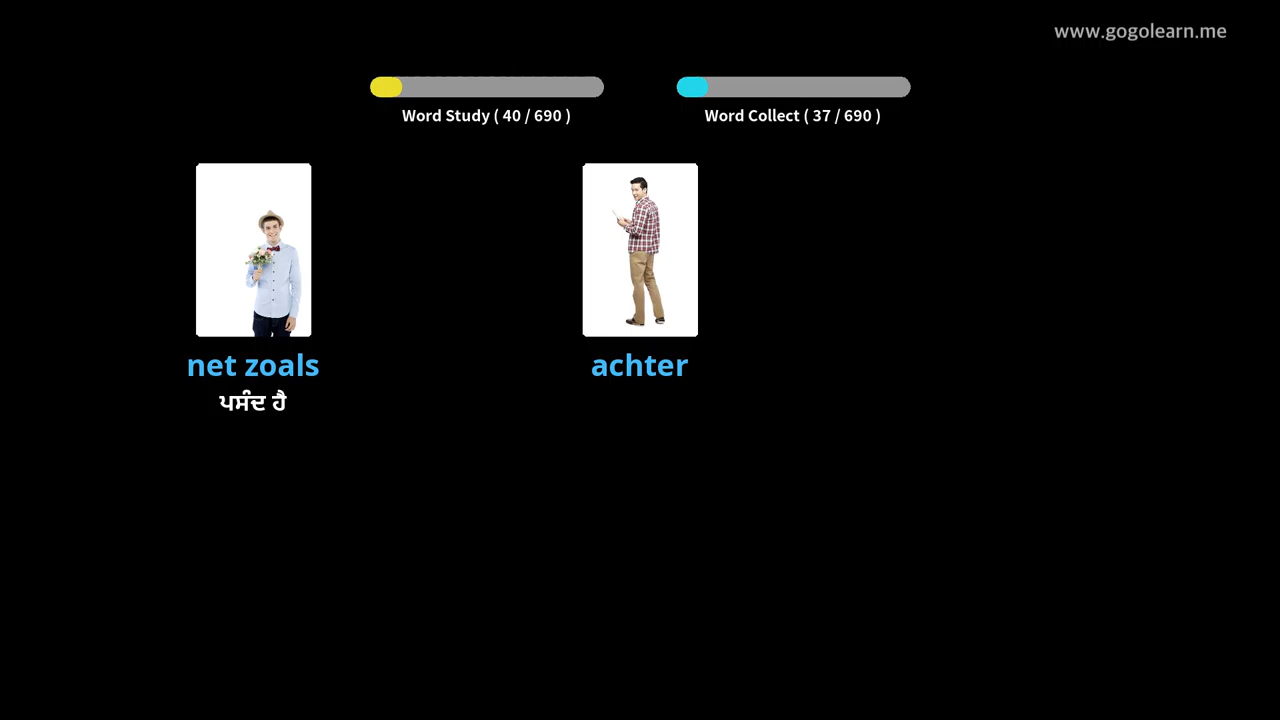 www.gogolearn.me
Word Study ( 40 / 690 )
Word Collect ( 37 / 690 )
net zoals
achter
ਪਸੰਦ ਹੈ